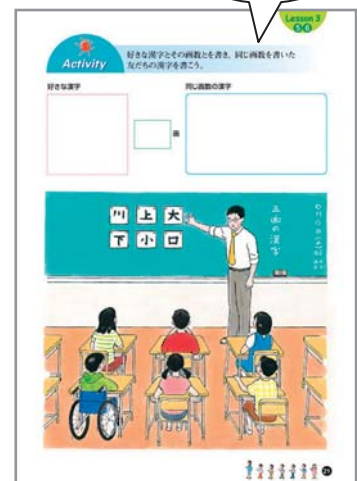 Lesson 3
5 6
Activity
好きな漢字とその画数とを書き,同じ画数を書いた
友だちの漢字を書こう。
好きな漢字
画
同じ画数の漢字
川 上 大
下 小 口
三画の漢字
21